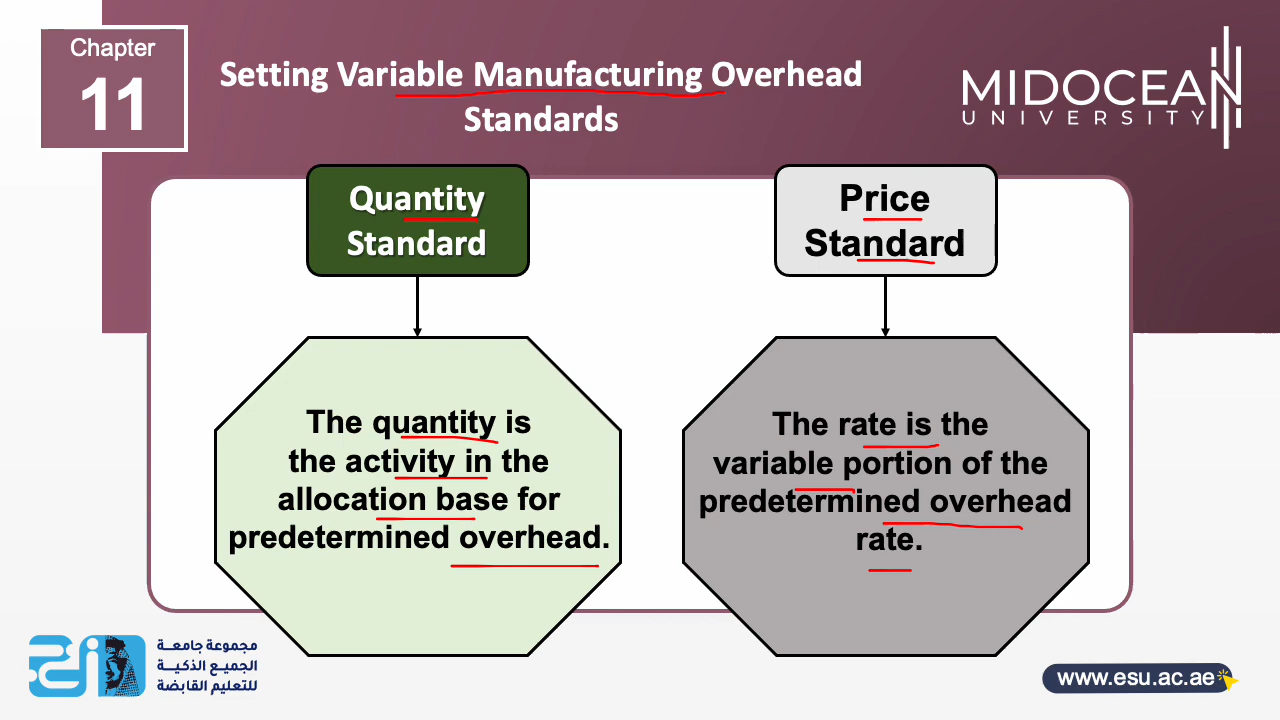 Chapter
11
Setting Variable Manufacturing Overhead
Standards
MIDOCEAN
UNIVERSITY
Quantity
Standard
Price
Standard
The quantity is
the activity in the
allocation base for
predetermined overhead.
The rate is the
variable portion of the
predetermined overhead
rate.
مجموعة جامعة
الجميع الذكية
للتعليم القابضة
www.esu.ac.ae